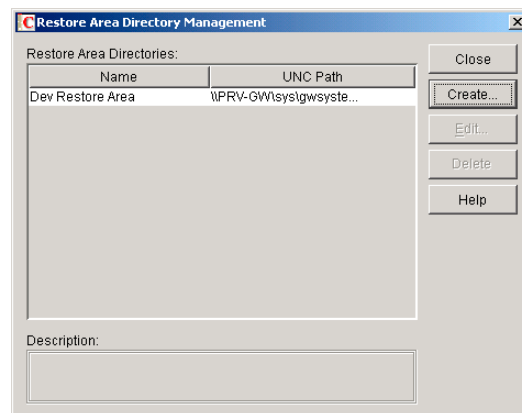 Restore Area Directory Management
Restore Area Directories:
Name UNC Path
Dev Restore Area \\PRV-GW\sys\gwsyste...
Close
Create...
Edit...
Delete
Help
Description: